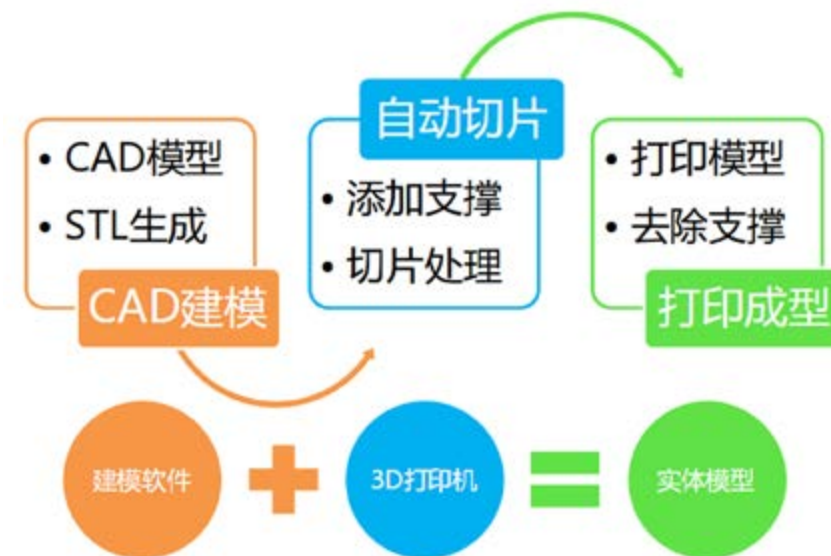 • CAD模型
• STL生成
CAD建模
自动切片
• 添加支撑
• 切片处理
• 打印模型
• 去除支撑
打印成型
建模软件
3D打印机
实体模型